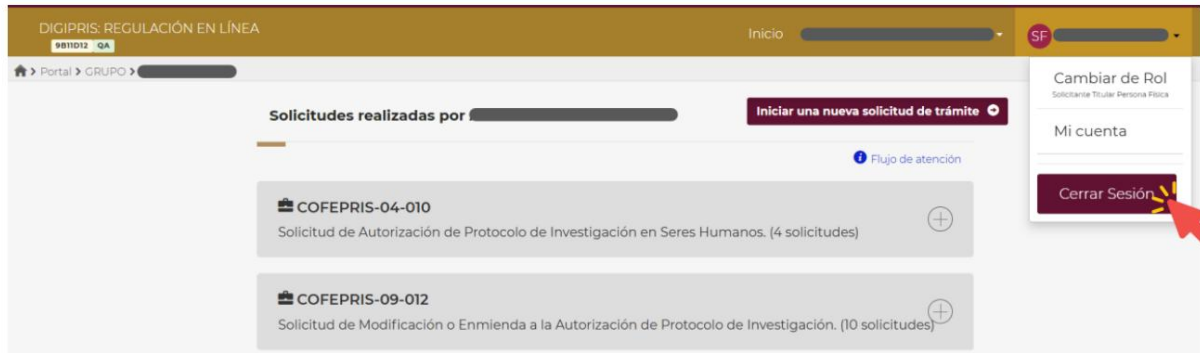 DIGIPRIS: REGULACIÓN EN LÍNEA
9B11D12 QA
Inicio
SF
> Portal > GRUPO >
Cambiar de Rol
Solicitante Titular Persona Física
Mi cuenta
Cerrar Sesión
Solicitudes realizadas por
Iniciar una nueva solicitud de trámite
Flujo de atención
COFEPRIS-04-010
Solicitud de Autorización de Protocolo de Investigación en Seres Humanos. (4 solicitudes)
COFEPRIS-09-012
Solicitud de Modificación o Enmienda a la Autorización de Protocolo de Investigación. (10 solicitudes)